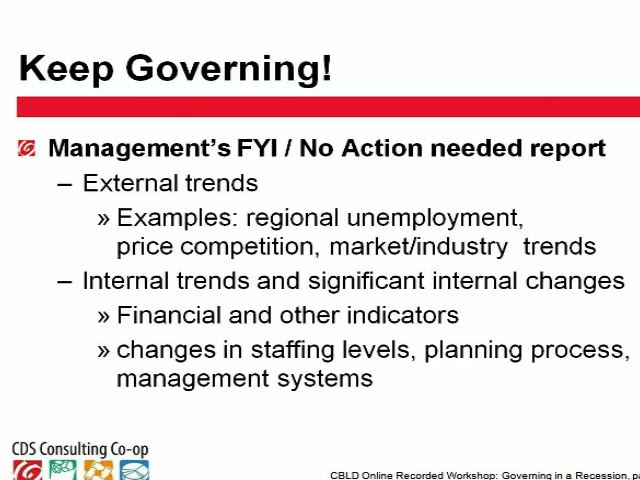 Keep Governing!
Management's FYI / No Action needed report
– External trends
» Examples: regional unemployment,
price competition, market/industry trends
– Internal trends and significant internal changes
» Financial and other indicators
» changes in staffing levels, planning process,
management systems
CDS Consulting Co-op
CBLD Online Recorded Workshop: Governing in a Recession, pa